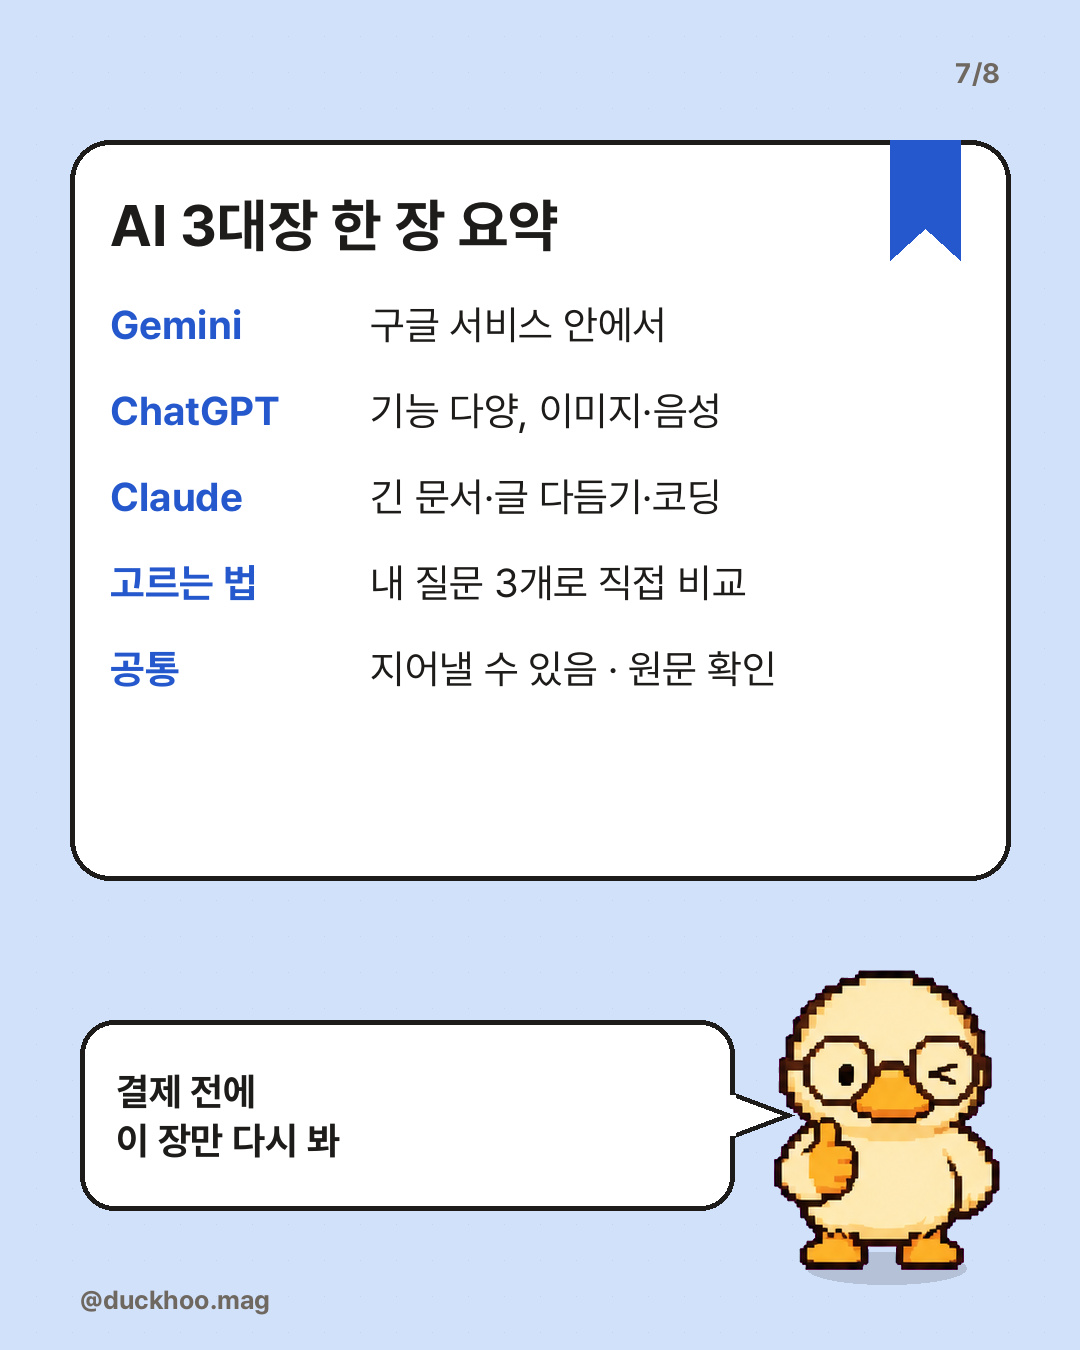 7/8
AI 3대장 한 장 요약
Gemini 구글 서비스 안에서
ChatGPT 기능 다양, 이미지·음성
Claude 긴 문서·글 다듬기·코딩
고르는 법 내 질문 3개로 직접 비교
공통 지어낼 수 있음 · 원문 확인
결제 전에
이 장만 다시 봐
@duckhoo.mag